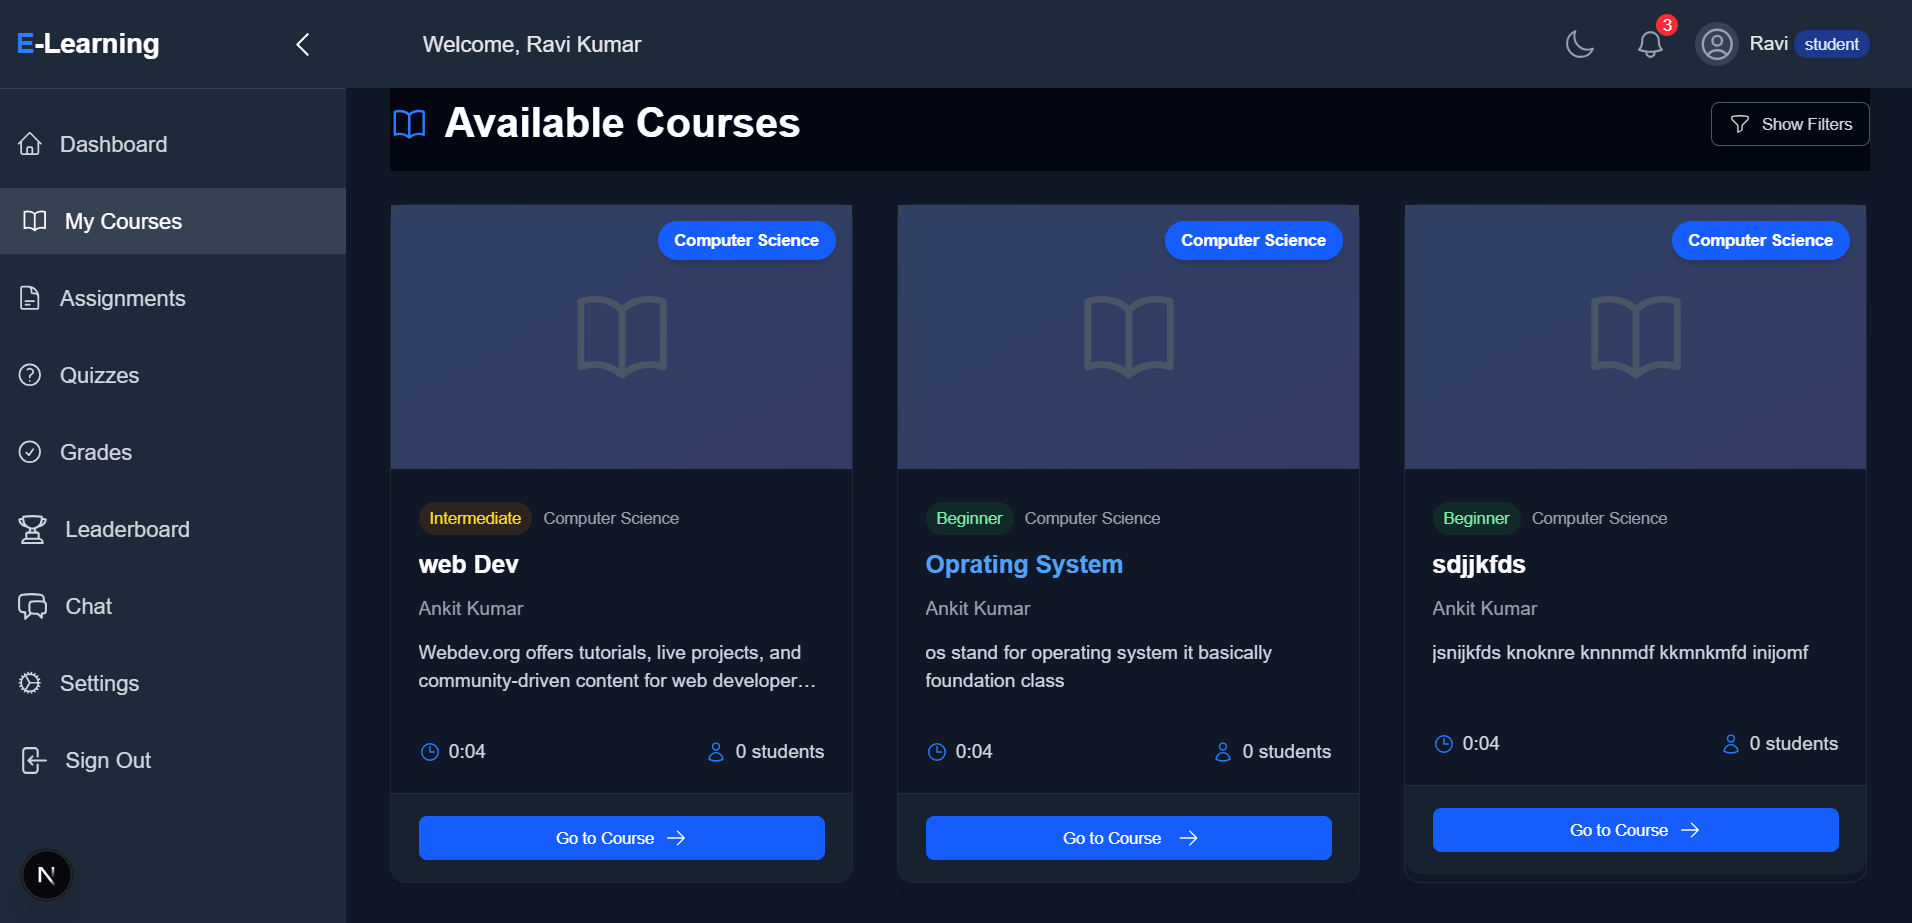 E-Learning
Welcome, Ravi Kumar
3
Ravi
student
Dashboard
My Courses
Assignments
Quizzes
Grades
Leaderboard
Chat
Settings
Sign Out
N
Available Courses
Show Filters
Computer Science
Intermediate
Computer Science
web Dev
Ankit Kumar
Webdev.org offers tutorials, live projects, and
community-driven content for web developer…
0:04
0 students
Go to Course
Computer Science
Beginner
Computer Science
Oprating System
Ankit Kumar
os stand for operating system it basically
foundation class
0:04
0 students
Go to Course
Computer Science
Beginner
Computer Science
sdjjkfds
Ankit Kumar
jsnijkfds knoknre knnnmdf kkmnkmfd inijomf
0:04
0 students
Go to Course